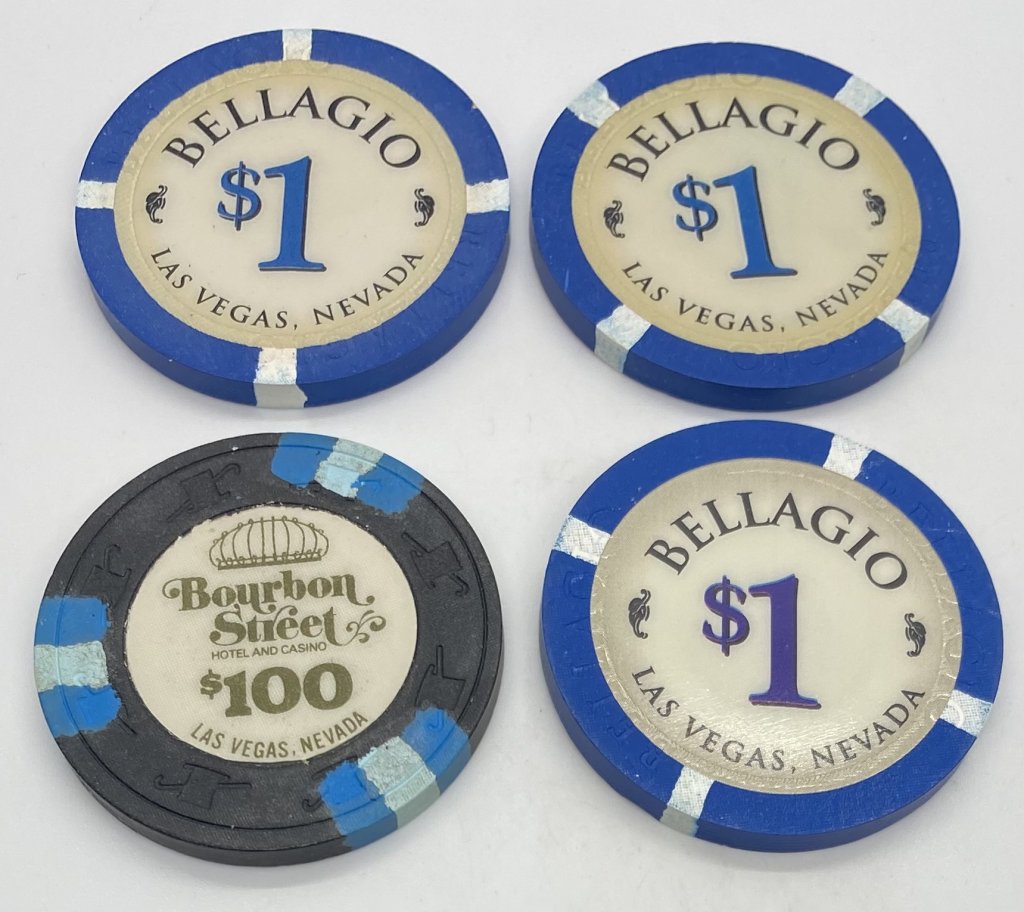 BELLAGIO
$1
LAS VEGAS, NEVADA
BELLAGIO
$1
LAS VEGAS, NEVADA
Bourbon
Street
HOTEL AND CASINO
$100
LAS VEGAS, NEVADA
BELLAGIO
$1
LAS VEGAS, NEVADA